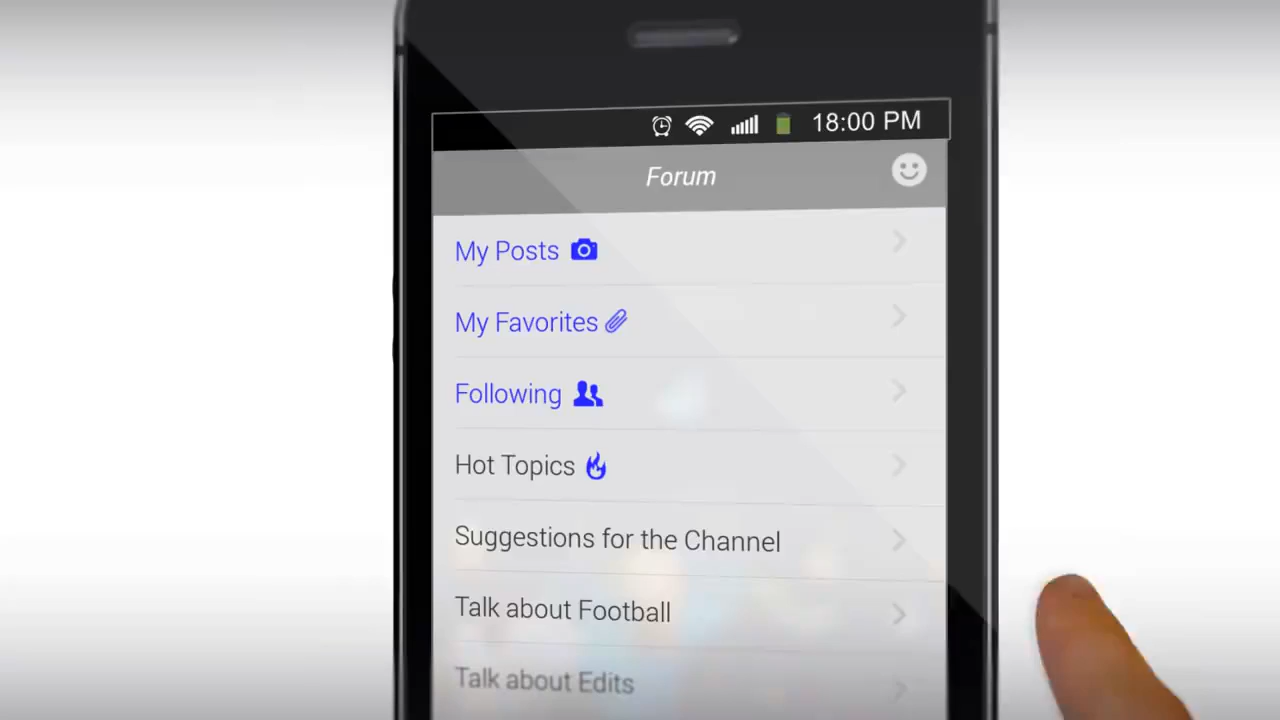 18:00 PM
Forum
My Posts
My Favorites
Following
Hot Topics
Suggestions for the Channel
Talk about Football
Talk about Edits